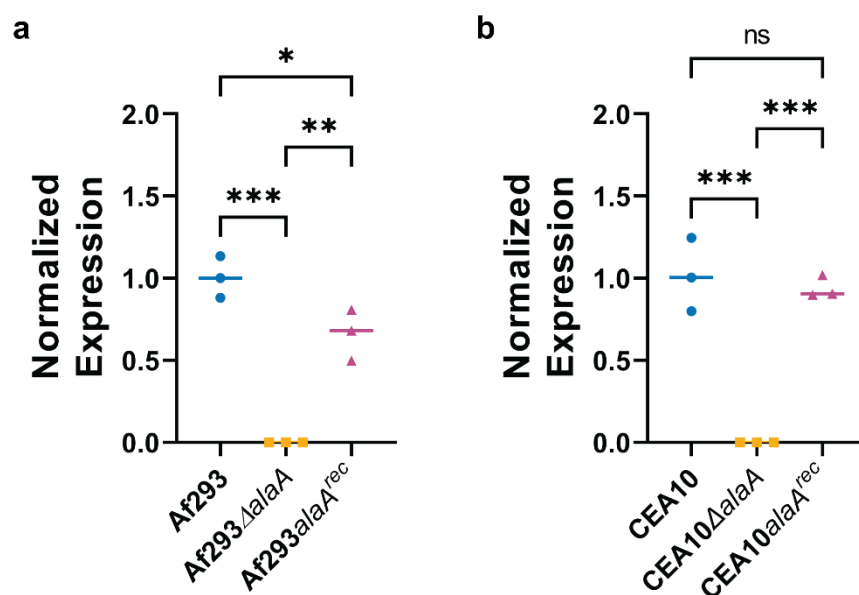 a
*
**
***
2.0
1.5
1.0
0.5
0.0
Normalized
Expression
Af293
Af293ΔalaA
Af293alaA^rec
b
ns
***
***
2.0
1.5
1.0
0.5
0.0
Normalized
Expression
CEA10
CEA10ΔalaA
CEA10alaA^rec